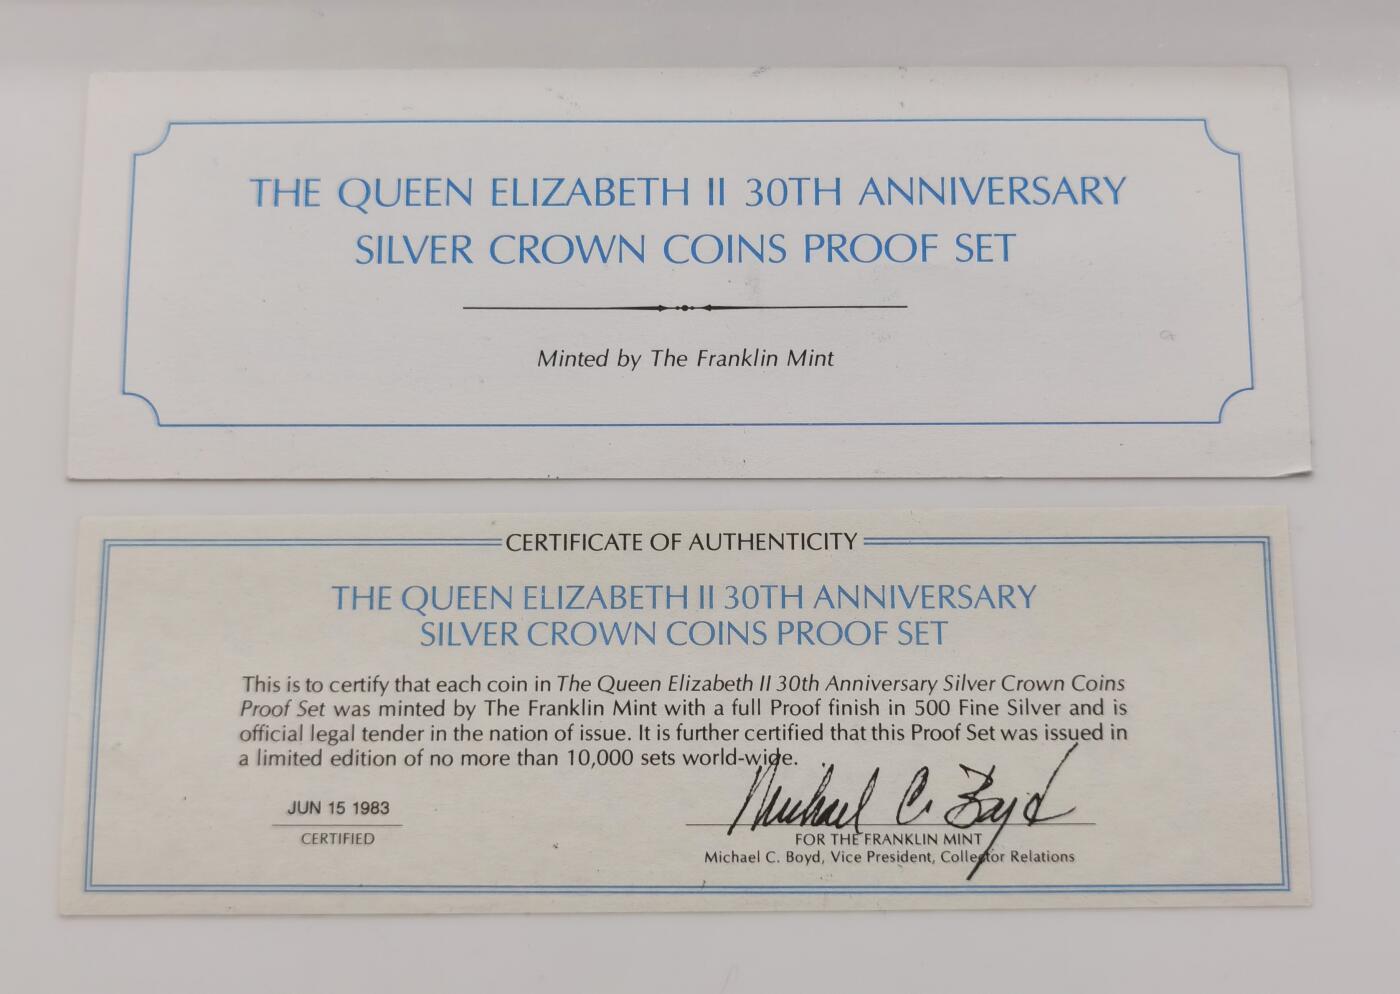 THE QUEEN ELIZABETH II 30TH ANNIVERSARY
SILVER CROWN COINS PROOF SET
Minted by The Franklin Mint
CERTIFICATE OF AUTHENTICITY
THE QUEEN ELIZABETH II 30TH ANNIVERSARY
SILVER CROWN COINS PROOF SET
This is to certify that each coin in The Queen Elizabeth II 30th Anniversary Silver Crown Coins
Proof Set was minted by The Franklin Mint with a full Proof finish in 500 Fine Silver and is
official legal tender in the nation of issue. It is further certified that this Proof Set was issued in
a limited edition of no more than 10,000 sets world-wide.
JUN 15 1983
CERTIFIED
Michael C. Boyd
FOR THE FRANKLIN MINT
Michael C. Boyd, Vice President, Collector Relations